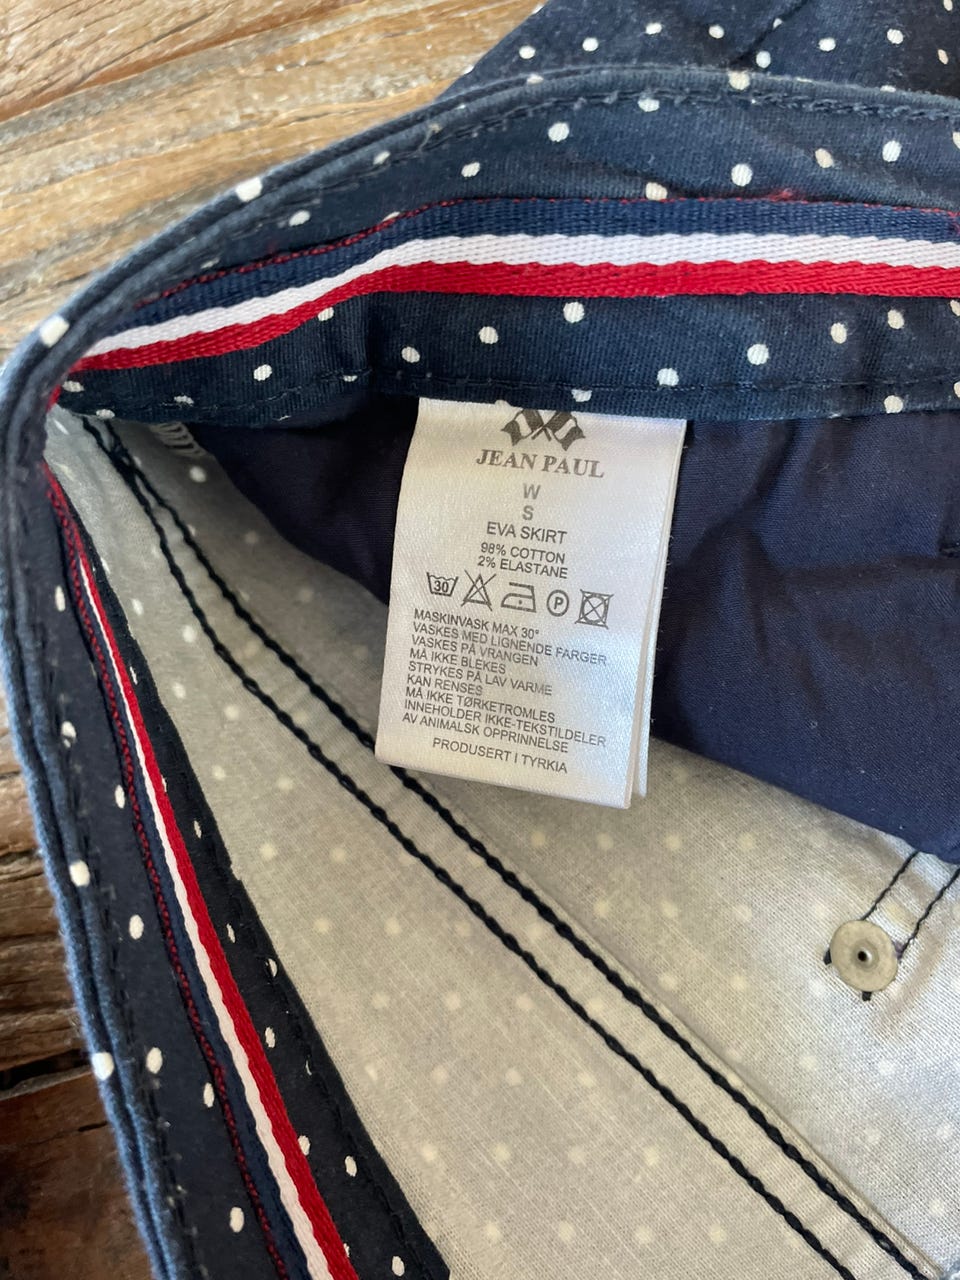 JEAN PAUL
W
S
EVA SKIRT
98% COTTON
2% ELASTANE
30 P
MASKINVASK MAX 30°
VASKES MED LIGNENDE FARGER
VASKES PÅ VRANGEN
MÅ IKKE BLEKES
STRYKES PÅ LAV VARME
KAN RENSES
MÅ IKKE TØRKETROMLES
INNEHOLDER IKKE-TEKSTILDELER
AV ANIMALSK OPPRINNELSE
PRODUSERT I TYRKIA